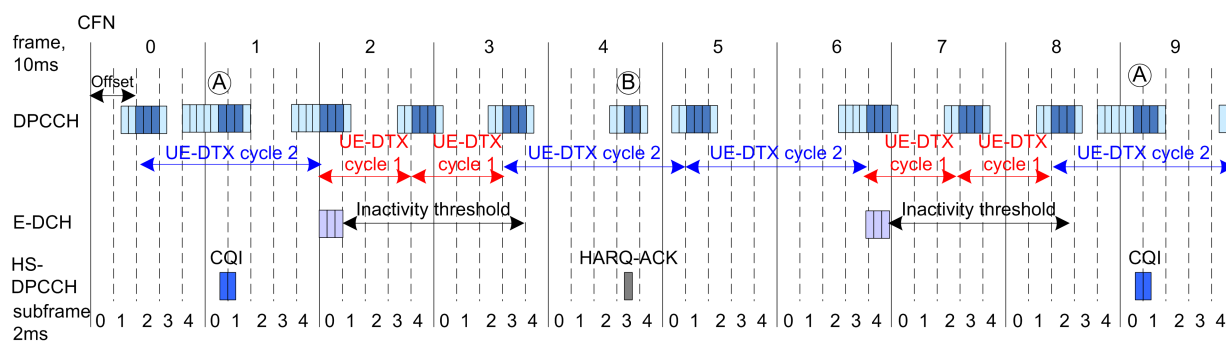 CFN
frame,
10ms
0 1 2 3 4 5 6 7 8 9
Offset
A B A
DPCCH
UE-DTX cycle 2
UE-DTX
cycle 1
UE-DTX
cycle 1
UE-DTX cycle 2
UE-DTX cycle 2
UE-DTX
cycle 1
UE-DTX
cycle 1
UE-DTX cycle 2
E-DCH
Inactivity threshold
Inactivity threshold
HS-
DPCCH
CQI
HARQ-ACK
CQI
subframe
2ms
0 1 2 3 4 0 1 2 3 4 0 1 2 3 4 0 1 2 3 4 0 1 2 3 4 0 1 2 3 4 0 1 2 3 4 0 1 2 3 4 0 1 2 3 4 0 1 2 3 4